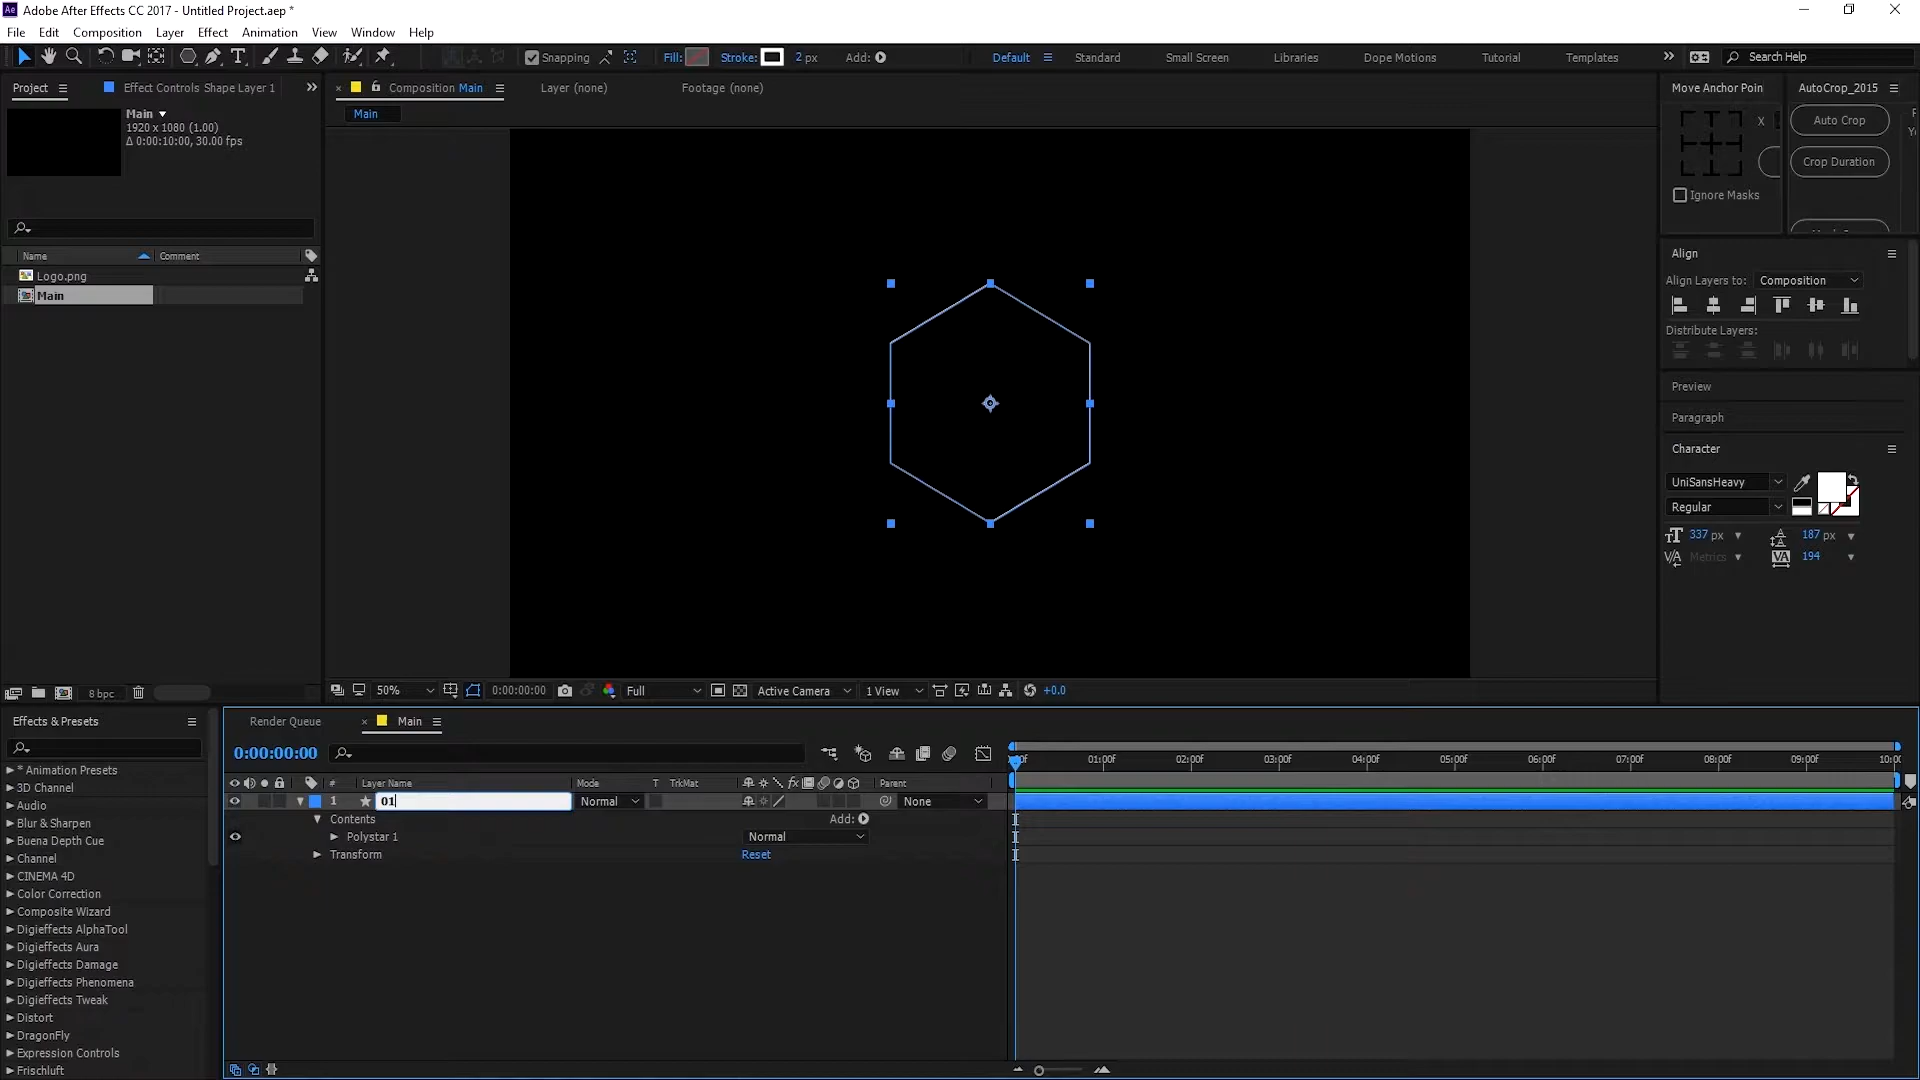 Adobe After Effects CC 2017 - Untitled Project.aep *
File Edit Composition Layer Effect Animation View Window Help
Snapping Fill: Stroke: 2 px Add: Default Standard Small Screen Libraries Dope Motions Tutorial Templates Search Help
Project Effect Controls Shape Layer 1
Main
1920 x 1080 (1.00)
Δ 0:00:10:00, 30.00 fps
Name Comment
Logo.png
Main
8 bpc
Composition Main Layer (none) Footage (none)
Main
50% 0:00:00:00 Full Active Camera 1 View +0.0
Move Anchor Poin AutoCrop_2015
X Auto Crop
Crop Duration
Ignore Masks
Align
Align Layers to: Composition
Distribute Layers:
Preview
Paragraph
Character
UniSansHeavy
Regular
337 px 187 px
Metrics 194
Effects & Presets
* Animation Presets
3D Channel
Audio
Blur & Sharpen
Buena Depth Cue
Channel
CINEMA 4D
Color Correction
Composite Wizard
Digieffects AlphaTool
Digieffects Aura
Digieffects Damage
Digieffects Phenomena
Digieffects Tweak
Distort
DragonFly
Expression Controls
Frischluft
Render Queue Main
0:00:00:00
01:00f 02:00f 03:00f 04:00f 05:00f 06:00f 07:00f 08:00f 09:00f
# Layer Name Mode T TrkMat fx Parent
1 01 Normal None
Contents Add:
Polystar 1 Normal
Transform Reset